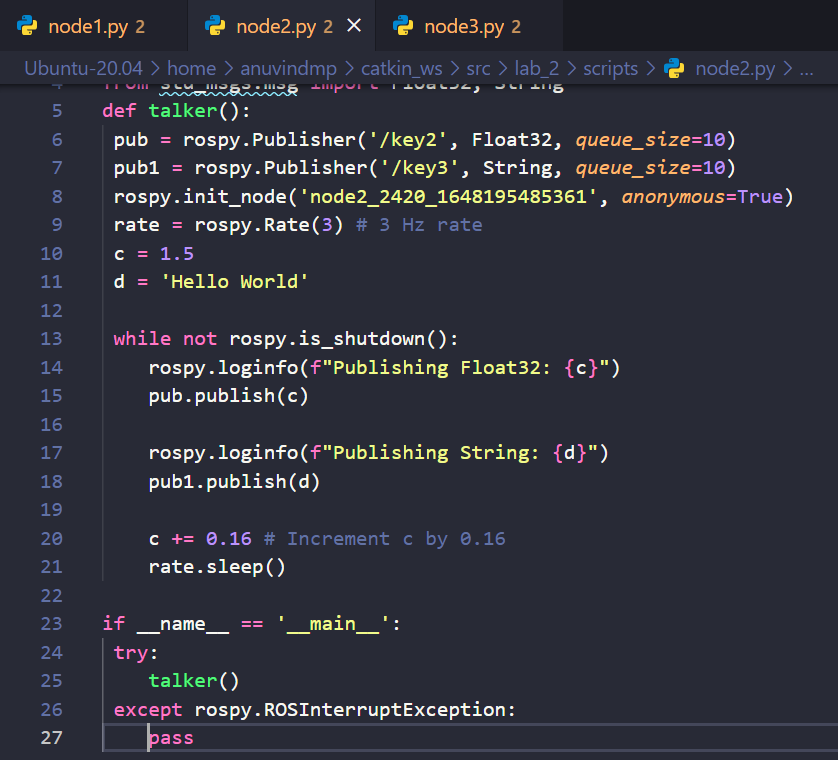 node1.py 2 node2.py 2 × node3.py 2
Ubuntu-20.04 > home > anuvindmp > catkin_ws > src > lab_2 > scripts > node2.py > ...
4 from std_msgs.msg import Float32, String
5 def talker():
6 pub = rospy.Publisher('/key2', Float32, queue_size=10)
7 pub1 = rospy.Publisher('/key3', String, queue_size=10)
8 rospy.init_node('node2_2420_1648195485361', anonymous=True)
9 rate = rospy.Rate(3) # 3 Hz rate
10 c = 1.5
11 d = 'Hello World'
12
13 while not rospy.is_shutdown():
14 rospy.loginfo(f"Publishing Float32: {c}")
15 pub.publish(c)
16
17 rospy.loginfo(f"Publishing String: {d}")
18 pub1.publish(d)
19
20 c += 0.16 # Increment c by 0.16
21 rate.sleep()
22
23 if __name__ == '__main__':
24 try:
25 talker()
26 except rospy.ROSInterruptException:
27 pass